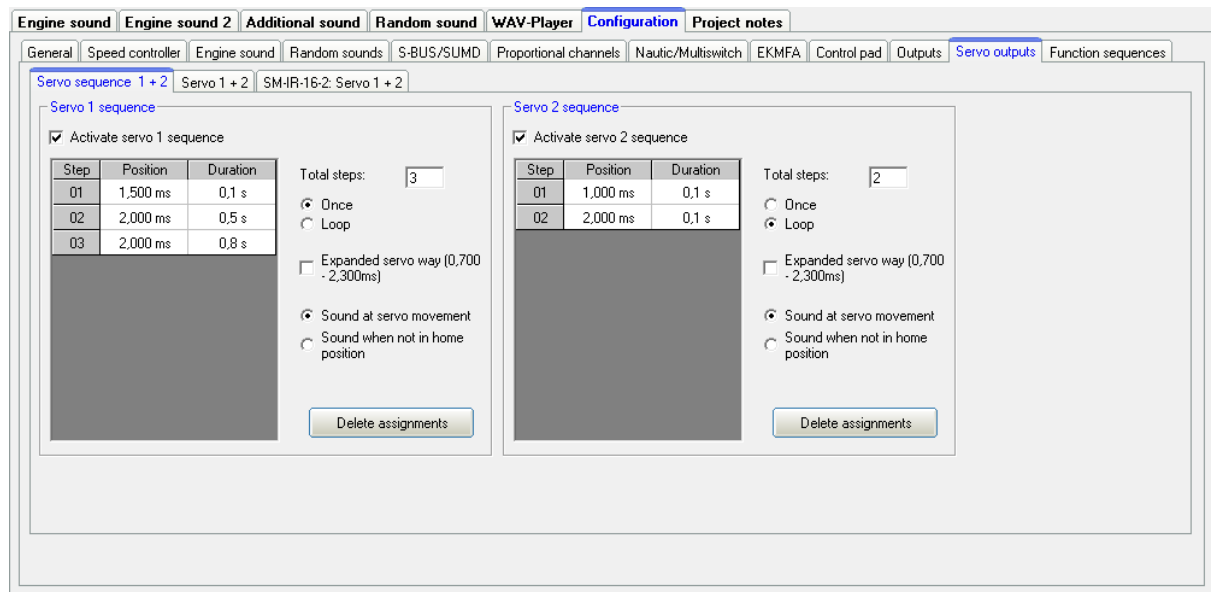 Engine sound Engine sound 2 Additional sound Random sound WAV-Player Configuration Project notes
General Speed controller Engine sound Random sounds S-BUS/SUMD Proportional channels Nautic/Multiswitch EKMFA Control pad Outputs Servo outputs Function sequences
Servo sequence 1 + 2 Servo 1 + 2 SM-IR-16-2: Servo 1 + 2
Servo 1 sequence
Activate servo 1 sequence
Step Position Duration
01 1,500 ms 0,1 s
02 2,000 ms 0,5 s
03 2,000 ms 0,8 s
Total steps: 3
Once
Loop
Expanded servo way (0,700
- 2,300ms)
Sound at servo movement
Sound when not in home
position
Delete assignments
Servo 2 sequence
Activate servo 2 sequence
Step Position Duration
01 1,000 ms 0,1 s
02 2,000 ms 0,1 s
Total steps: 2
Once
Loop
Expanded servo way (0,700
- 2,300ms)
Sound at servo movement
Sound when not in home
position
Delete assignments